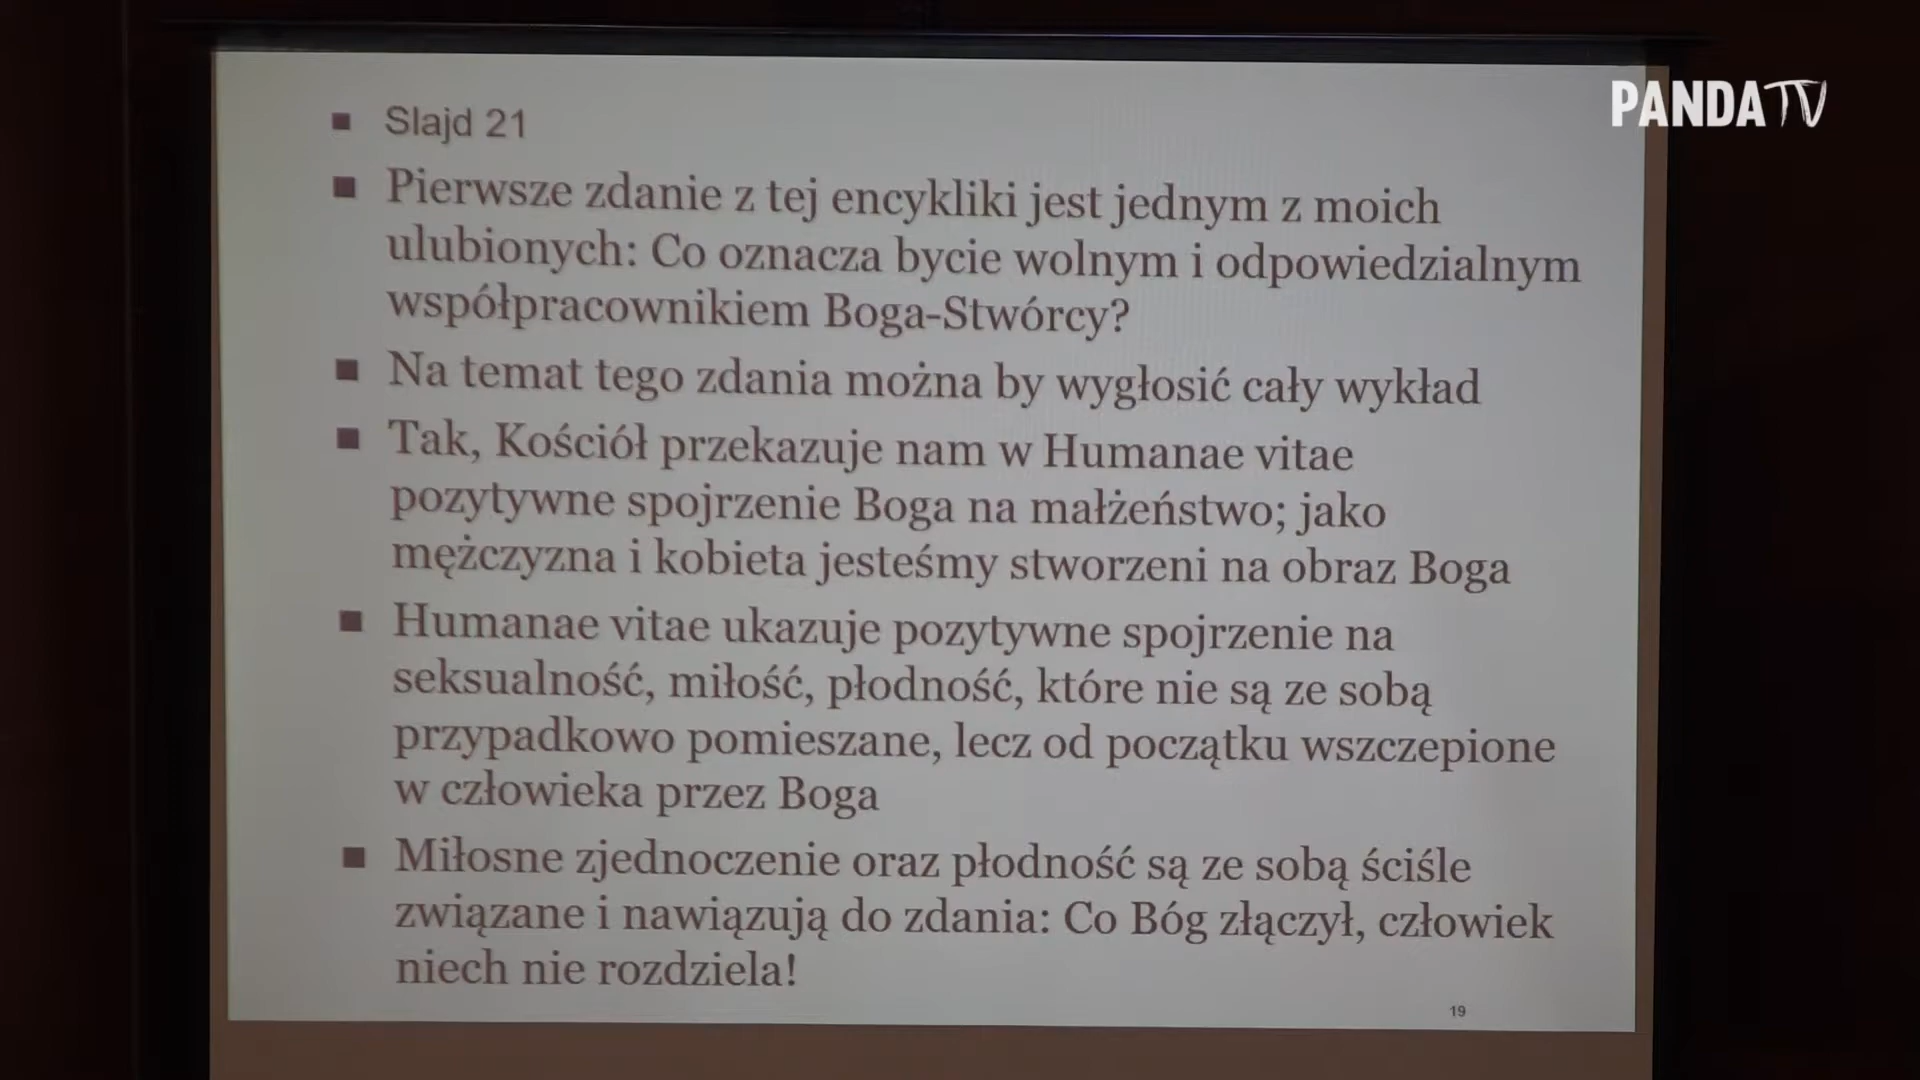 PANDA TV
▪ Slajd 21
▪ Pierwsze zdanie z tej encykliki jest jednym z moich
ulubionych: Co oznacza bycie wolnym i odpowiedzialnym
współpracownikiem Boga-Stwórcy?
▪ Na temat tego zdania można by wygłosić cały wykład
▪ Tak, Kościół przekazuje nam w Humanae vitae
pozytywne spojrzenie Boga na małżeństwo; jako
mężczyzna i kobieta jesteśmy stworzeni na obraz Boga
▪ Humanae vitae ukazuje pozytywne spojrzenie na
seksualność, miłość, płodność, które nie są ze sobą
przypadkowo pomieszane, lecz od początku wszczepione
w człowieka przez Boga
▪ Miłosne zjednoczenie oraz płodność są ze sobą ściśle
związane i nawiązują do zdania: Co Bóg złączył, człowiek
niech nie rozdziela!
19